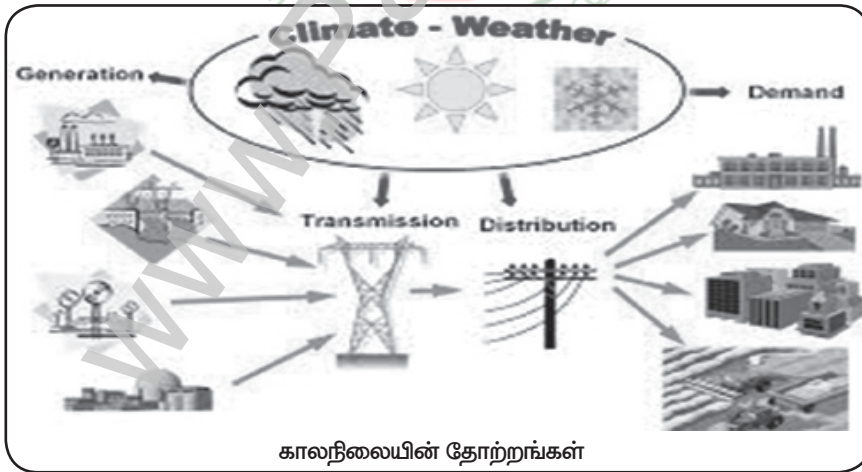 Climate - Weather
Generation
Demand
Transmission
Distribution
காலநிலையின் தோற்றங்கள்